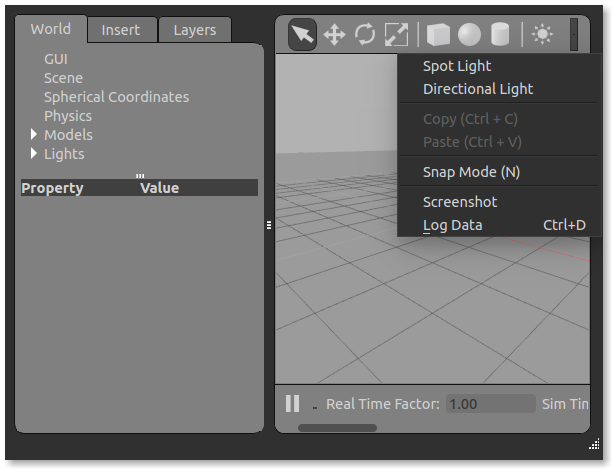 World Insert Layers
GUI
Scene
Spherical Coordinates
Physics
Models
Lights
Property Value
Spot Light
Directional Light
Copy (Ctrl + C)
Paste (Ctrl + V)
Snap Mode (N)
Screenshot
Log Data Ctrl+D
Real Time Factor: 1.00 Sim Tim